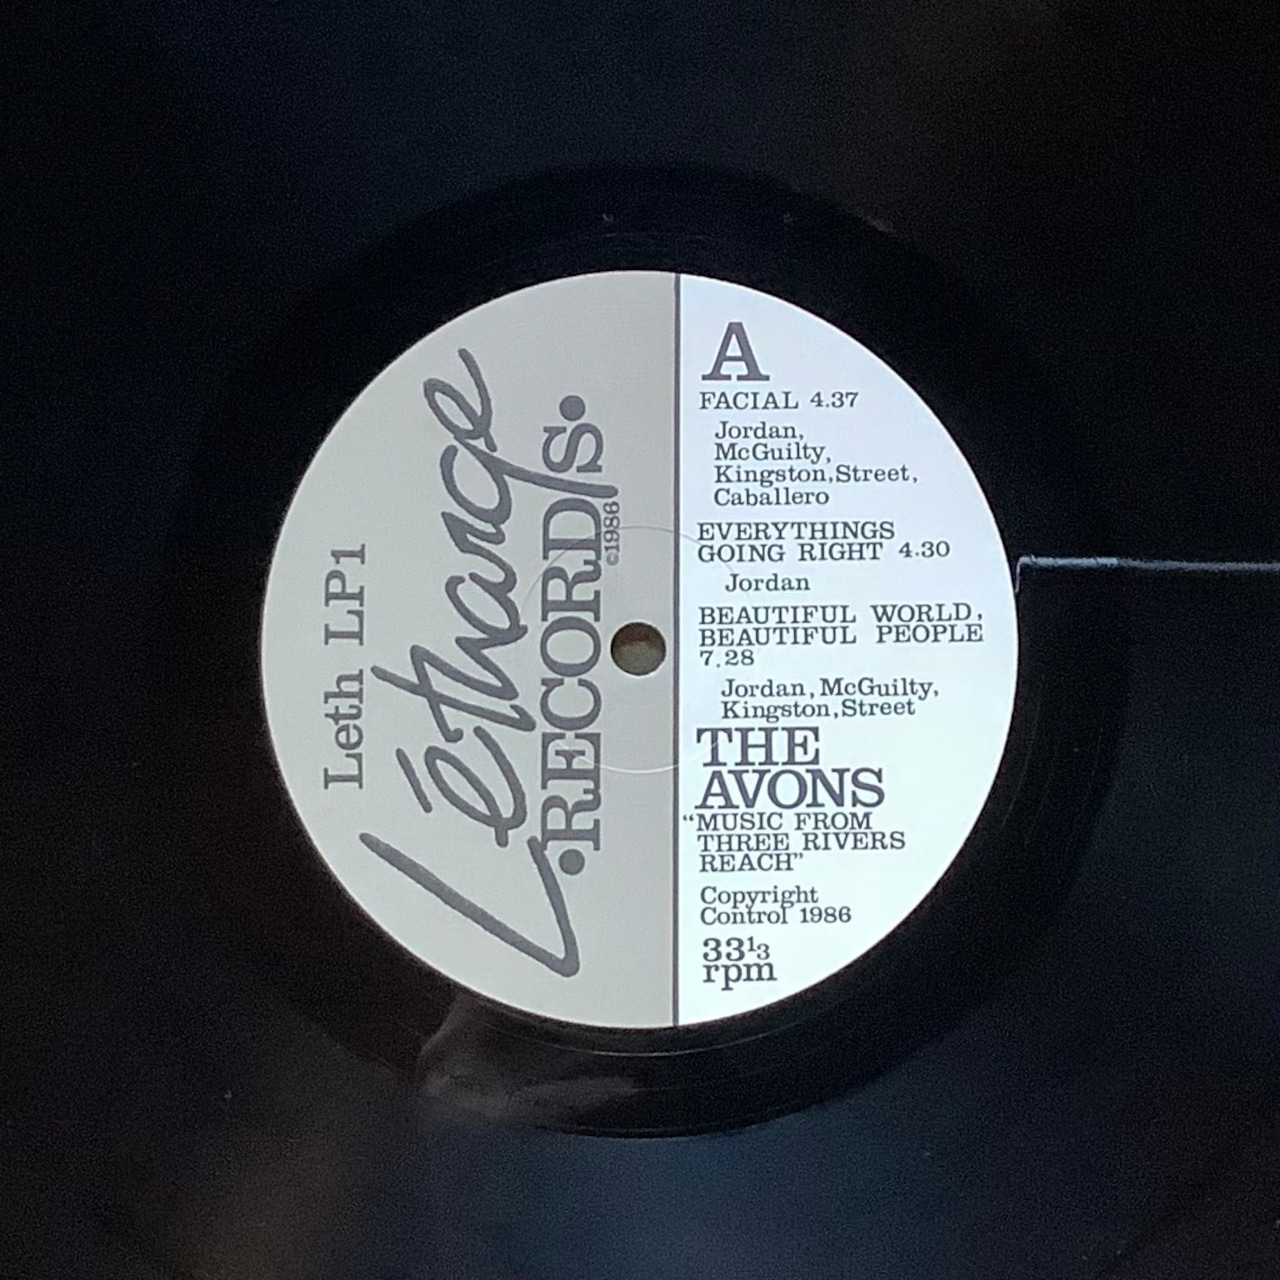 Leth LP1
Létharge
•RECORDS•
©1986
A
FACIAL 4.37
Jordan,
McGuilty,
Kingston,Street,
Caballero
EVERYTHINGS
GOING RIGHT 4.30
Jordan
BEAUTIFUL WORLD,
BEAUTIFUL PEOPLE
7.28
Jordan, McGuilty,
Kingston,Street
THE
AVONS
“MUSIC FROM
THREE RIVERS
REACH”
Copyright
Control 1986
33⅓
rpm